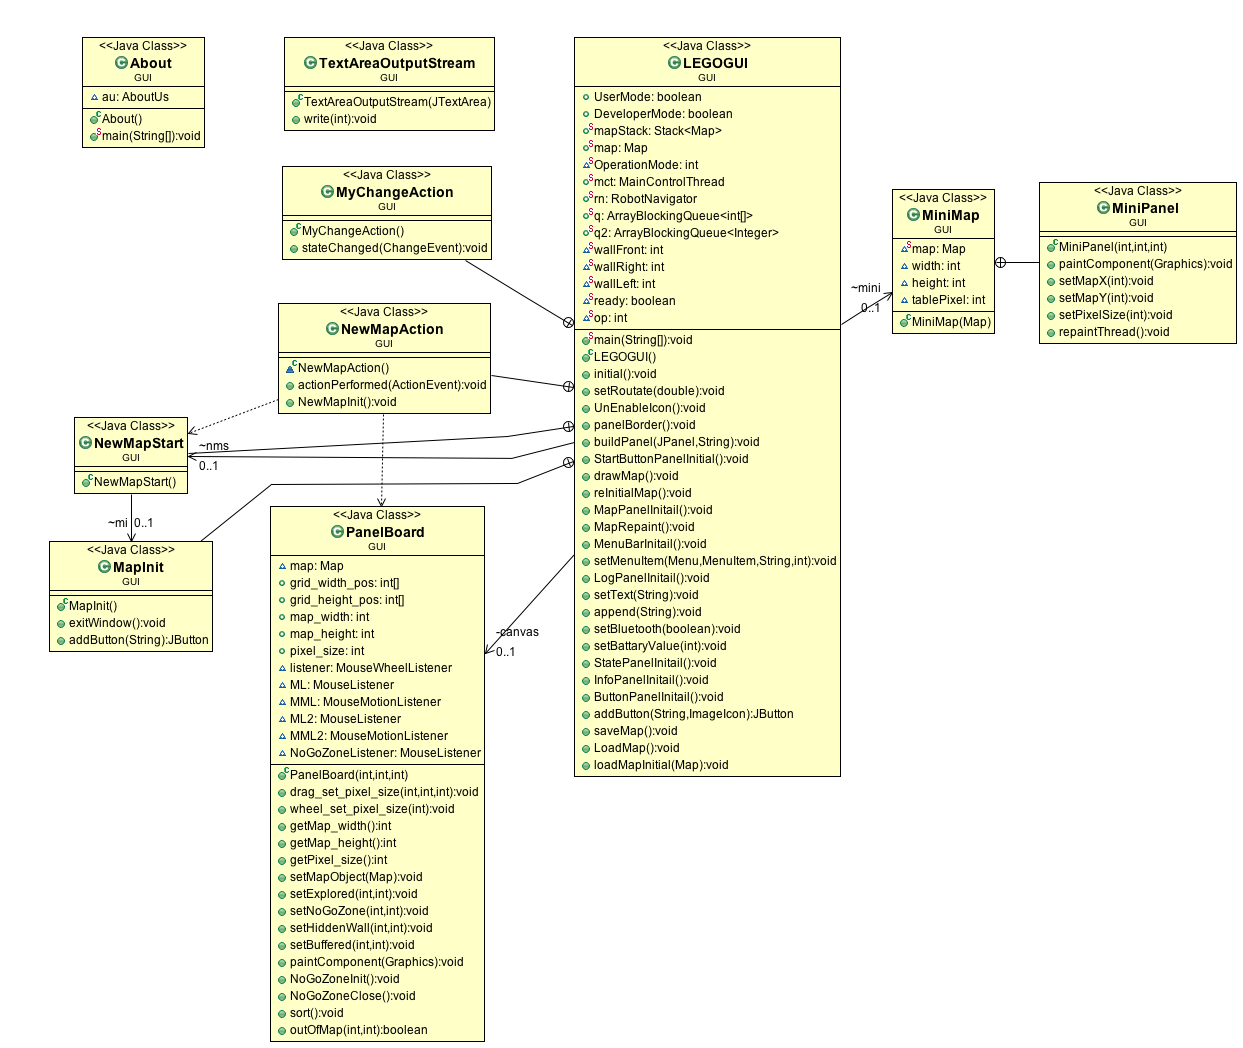 <<Java Class>>
About
GUI
au: AboutUs
About()
main(String[]):void
<<Java Class>>
TextAreaOutputStream
GUI
TextAreaOutputStream(JTextArea)
write(int):void
<<Java Class>>
MyChangeAction
GUI
MyChangeAction()
stateChanged(ChangeEvent):void
<<Java Class>>
NewMapAction
GUI
NewMapAction()
actionPerformed(ActionEvent):void
NewMapInit():void
<<Java Class>>
NewMapStart
GUI
NewMapStart()
~nms
0..1
~mi
0..1
<<Java Class>>
MapInit
GUI
MapInit()
exitWindow():void
addButton(String):JButton
<<Java Class>>
PanelBoard
GUI
map: Map
grid_width_pos: int[]
grid_height_pos: int[]
map_width: int
map_height: int
pixel_size: int
listener: MouseWheelListener
ML: MouseListener
MML: MouseMotionListener
ML2: MouseListener
MML2: MouseMotionListener
NoGoZoneListener: MouseListener
PanelBoard(int,int,int)
drag_set_pixel_size(int,int,int):void
wheel_set_pixel_size(int):void
getMap_width():int
getMap_height():int
getPixel_size():int
setMapObject(Map):void
setExplored(int,int):void
setNoGoZone(int,int):void
setHiddenWall(int,int):void
setBuffered(int,int):void
paintComponent(Graphics):void
NoGoZoneInit():void
NoGoZoneClose():void
sort():void
outOfMap(int,int):boolean
-canvas
0..1
<<Java Class>>
LEGOGUI
GUI
UserMode: boolean
DeveloperMode: boolean
mapStack: Stack<Map>
map: Map
OperationMode: int
mct: MainControlThread
rn: RobotNavigator
q: ArrayBlockingQueue<int[]>
q2: ArrayBlockingQueue<Integer>
wallFront: int
wallRight: int
wallLeft: int
ready: boolean
op: int
main(String[]):void
LEGOGUI()
initial():void
setRoutate(double):void
UnEnableIcon():void
panelBorder():void
buildPanel(JPanel,String):void
StartButtonPanelInitial():void
drawMap():void
reInitialMap():void
MapPanelInitail():void
MapRepaint():void
MenuBarInitail():void
setMenuItem(Menu,MenuItem,String,int):void
LogPanelInitail():void
setText(String):void
append(String):void
setBluetooth(boolean):void
setBattaryValue(int):void
StatePanelInitail():void
InfoPanelInitail():void
ButtonPanelInitail():void
addButton(String,ImageIcon):JButton
saveMap():void
LoadMap():void
loadMapInitial(Map):void
~mini
0..1
<<Java Class>>
MiniMap
GUI
map: Map
width: int
height: int
tablePixel: int
MiniMap(Map)
<<Java Class>>
MiniPanel
GUI
MiniPanel(int,int,int)
paintComponent(Graphics):void
setMapX(int):void
setMapY(int):void
setPixelSize(int):void
repaintThread():void